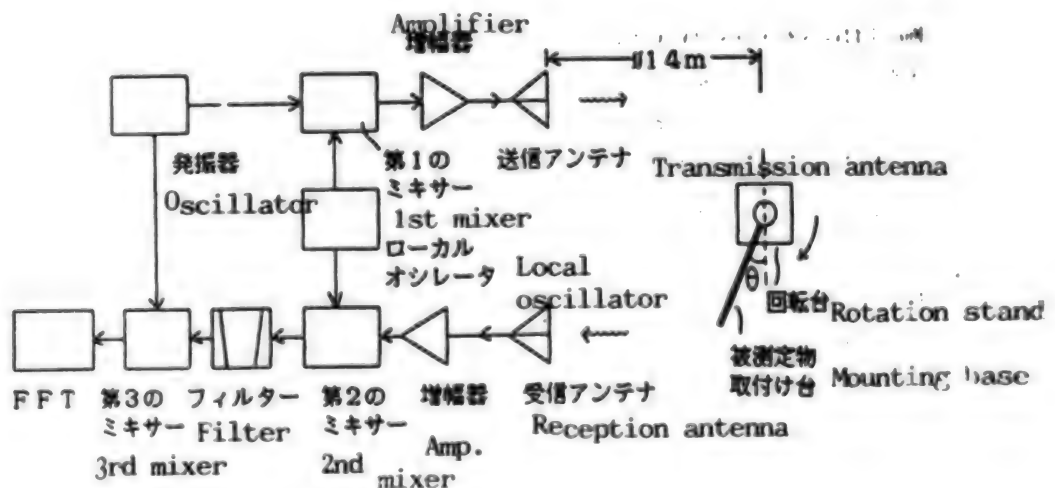 Amplifier
増幅器
約14m
発振器
Oscillator
第1の
ミキサー
1st mixer
送信アンテナ
Transmission antenna
ローカル
オシレータ
Local
oscillator
θ
回転台
Rotation stand
被測定物
取付け台
Mounting base
FFT
第3の
ミキサー
3rd mixer
フィルター
Filter
第2の
ミキサー
2nd
mixer
増幅器
Amp.
受信アンテナ
Reception antenna